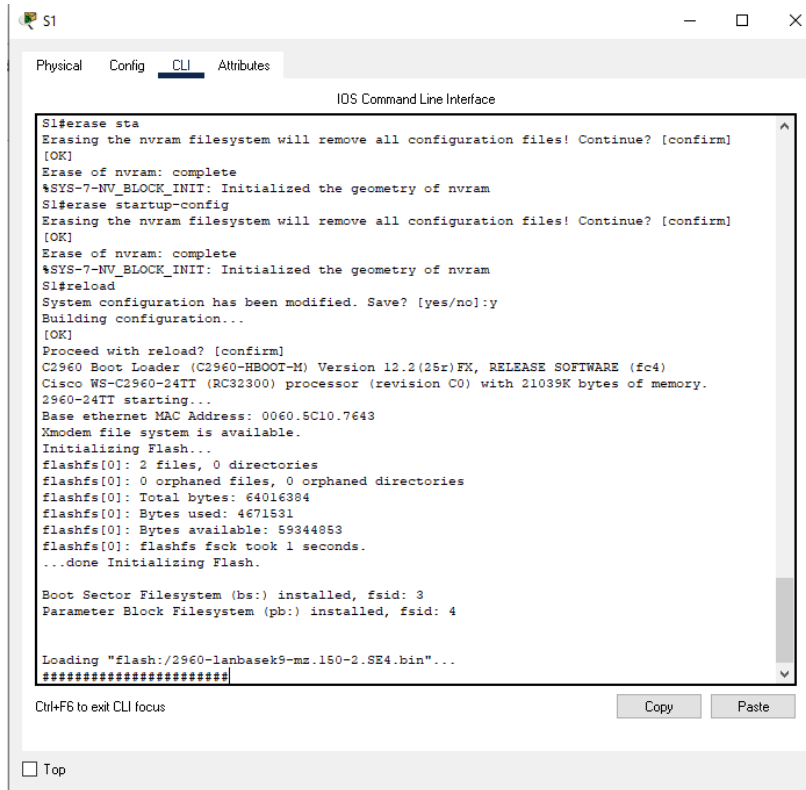 S1
Physical Config CLI Attributes
IOS Command Line Interface
S1#erase sta
Erasing the nvram filesystem will remove all configuration files! Continue? [confirm]
[OK]
Erase of nvram: complete
%SYS-7-NV_BLOCK_INIT: Initialized the geometry of nvram
S1#erase startup-config
Erasing the nvram filesystem will remove all configuration files! Continue? [confirm]
[OK]
Erase of nvram: complete
%SYS-7-NV_BLOCK_INIT: Initialized the geometry of nvram
S1#reload
System configuration has been modified. Save? [yes/no]:y
Building configuration...
[OK]
Proceed with reload? [confirm]
C2960 Boot Loader (C2960-HBOOT-M) Version 12.2(25r)FX, RELEASE SOFTWARE (fc4)
Cisco WS-C2960-24TT (RC32300) processor (revision C0) with 21039K bytes of memory.
2960-24TT starting...
Base ethernet MAC Address: 0060.5C10.7643
Xmodem file system is available.
Initializing Flash...
flashfs[0]: 2 files, 0 directories
flashfs[0]: 0 orphaned files, 0 orphaned directories
flashfs[0]: Total bytes: 64016384
flashfs[0]: Bytes used: 4671531
flashfs[0]: Bytes available: 59344853
flashfs[0]: flashfs fsck took 1 seconds.
...done Initializing Flash.
Boot Sector Filesystem (bs:) installed, fsid: 3
Parameter Block Filesystem (pb:) installed, fsid: 4
Loading "flash:/2960-lanbasek9-mz.150-2.SE4.bin"...
########################
Ctrl+F6 to exit CLI focus
Copy Paste
Top